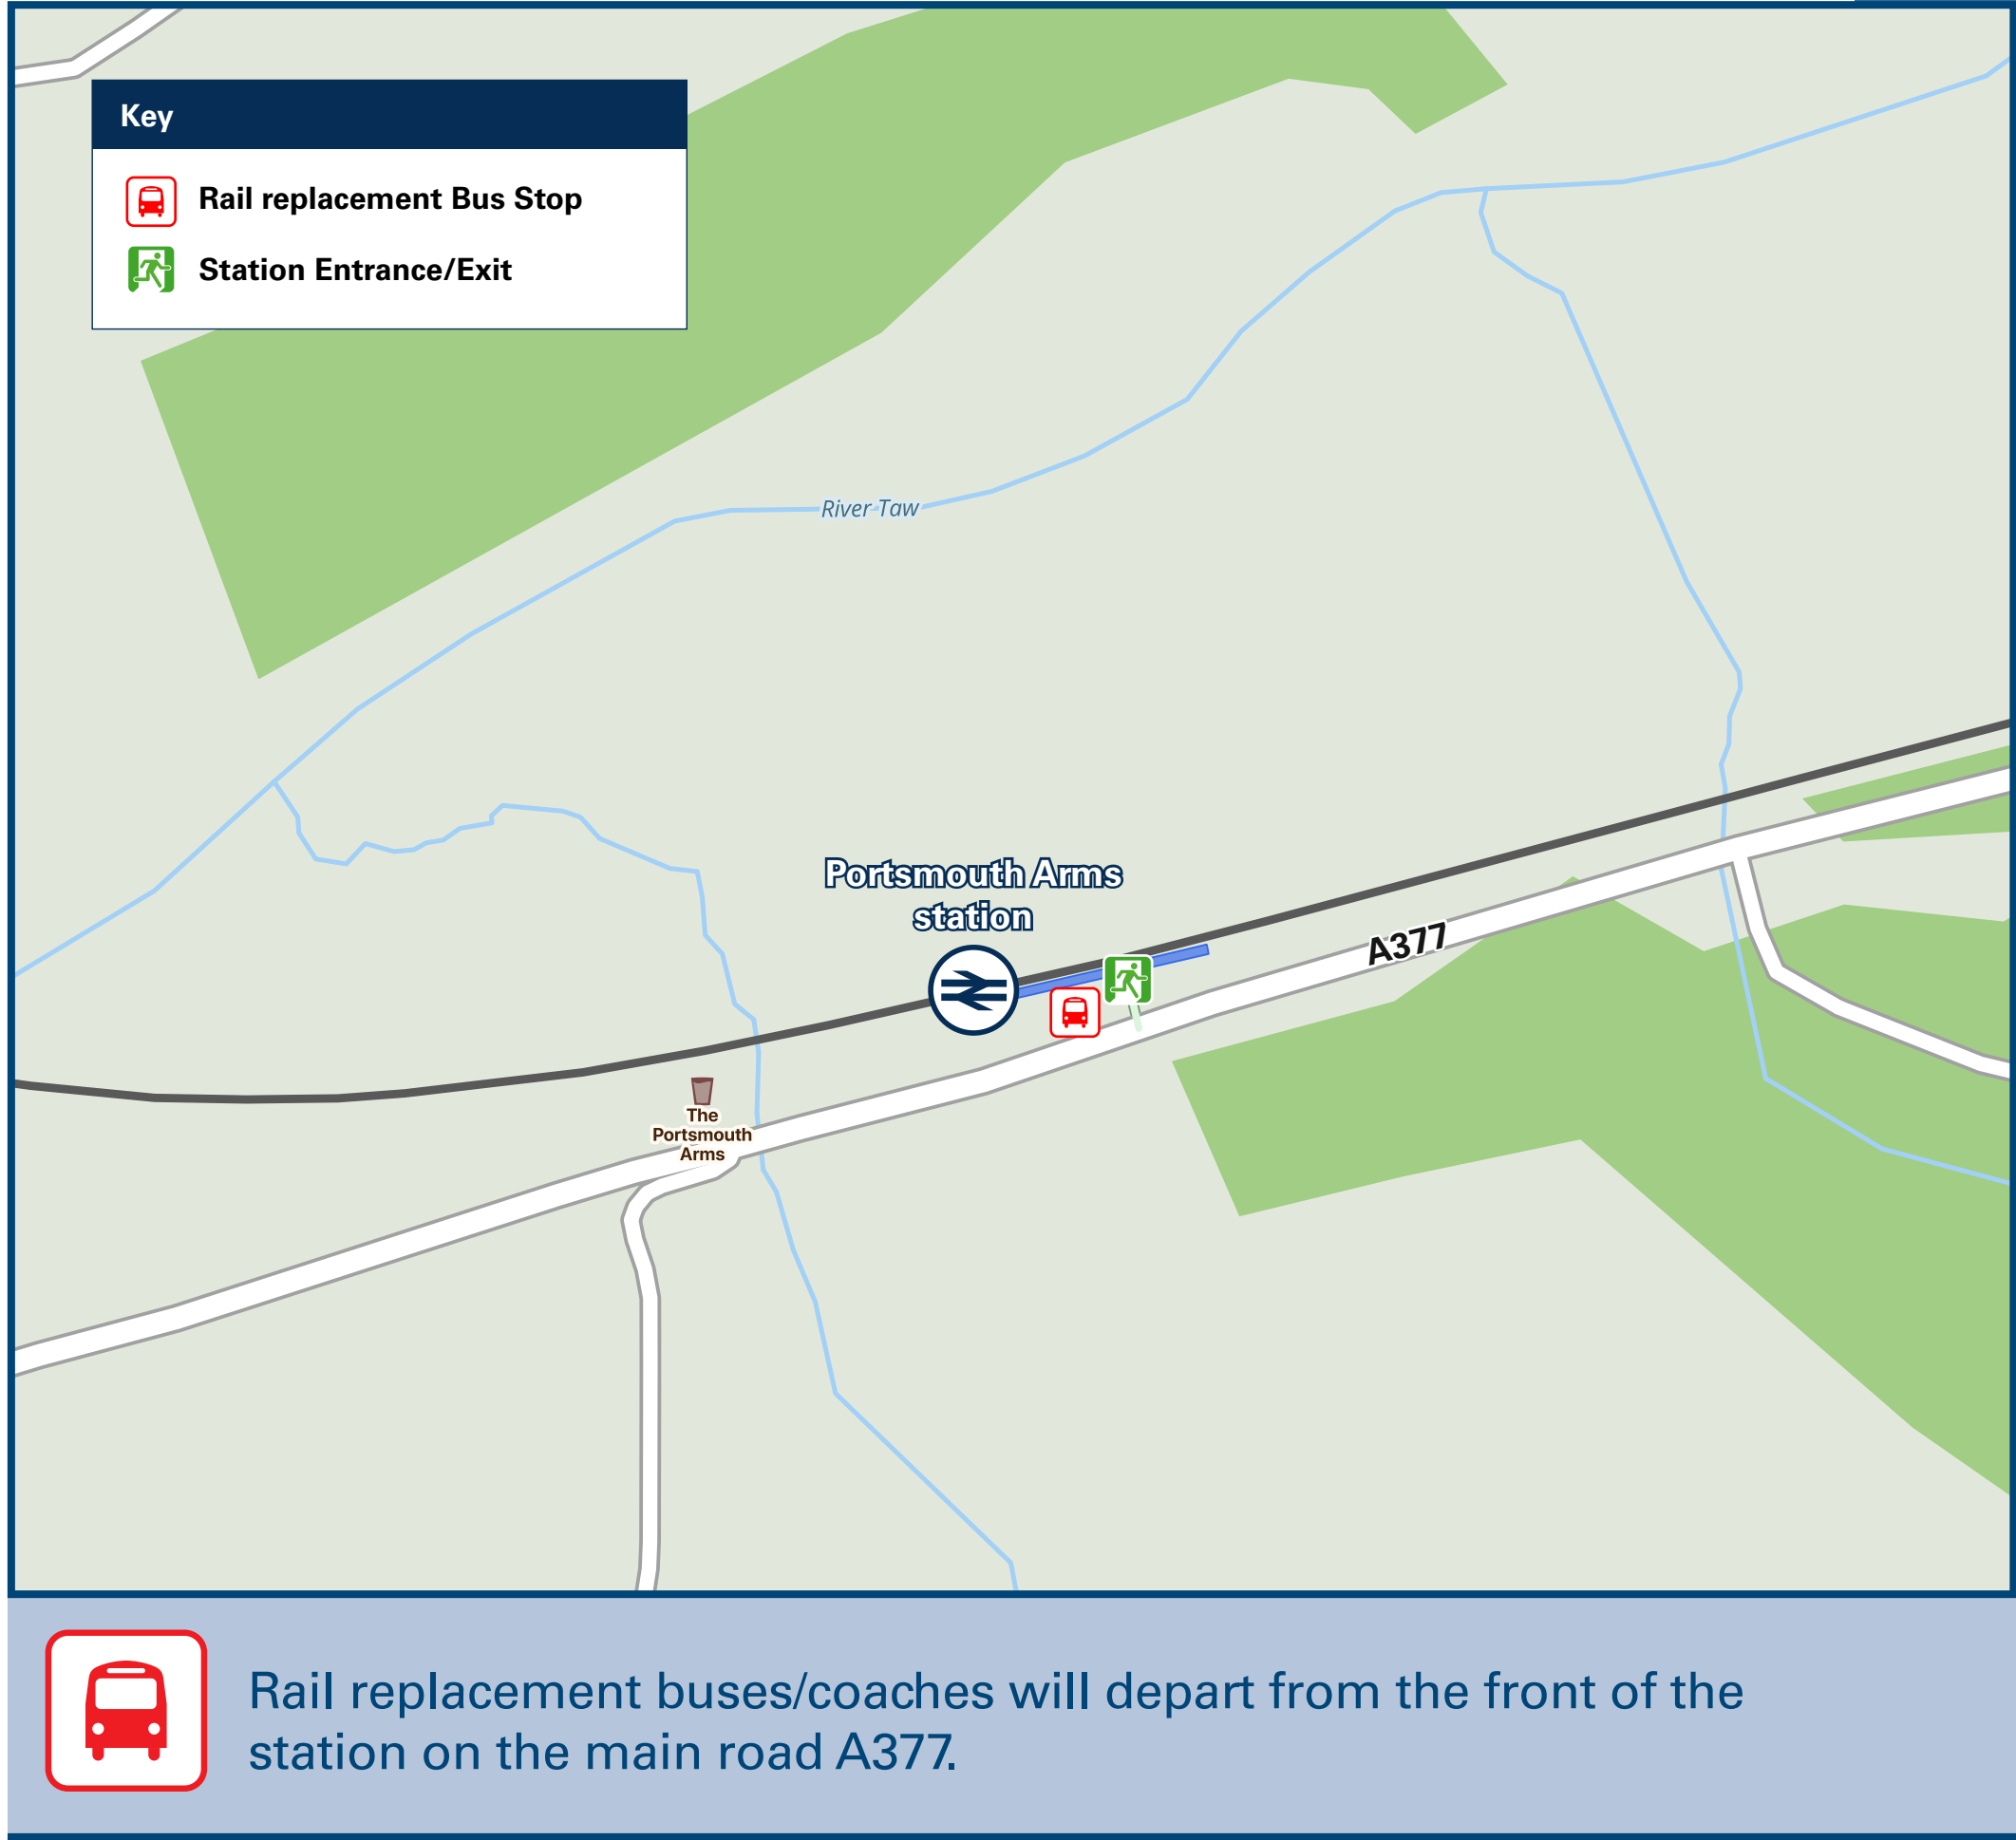 Key
Rail replacement Bus Stop
Station Entrance/Exit
River Taw
Portsmouth Arms
station
A377
The
Portsmouth
Arms
Rail replacement buses/coaches will depart from the front of the
station on the main road A377.